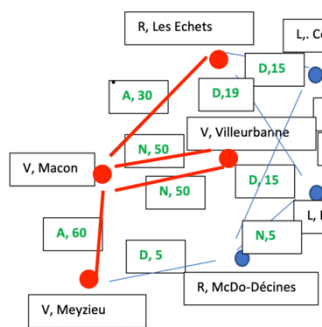 R, Les Echets
L,. C
D,15
A, 30
D,19
V, Villeurbanne
N, 50
V, Macon
D, 15
N, 50
L,
A, 60
N,5
D, 5
R, McDo-Décines
V, Meyzieu